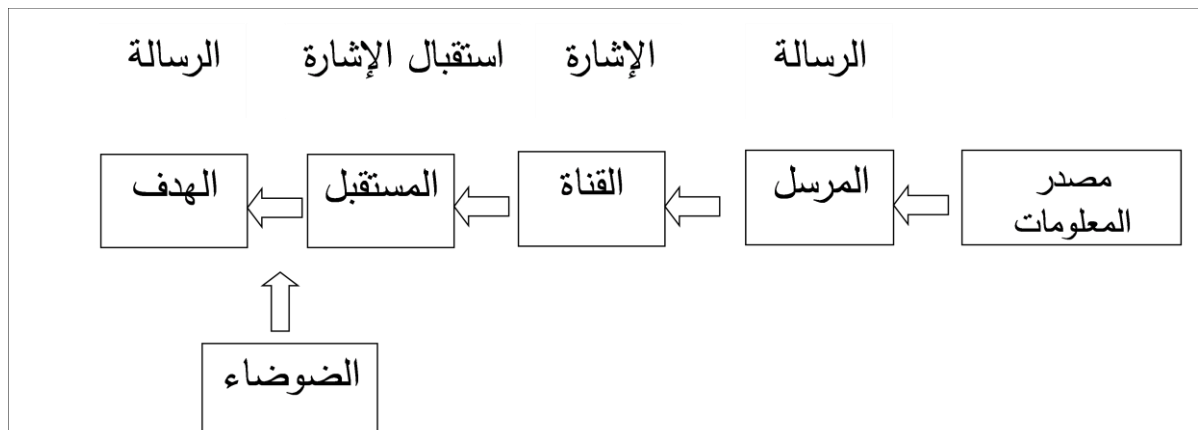 الرسالة الإشارة استقبال الإشارة الرسالة
مصدر
المعلومات
المرسل
القناة
المستقبل
الهدف
الضوضاء